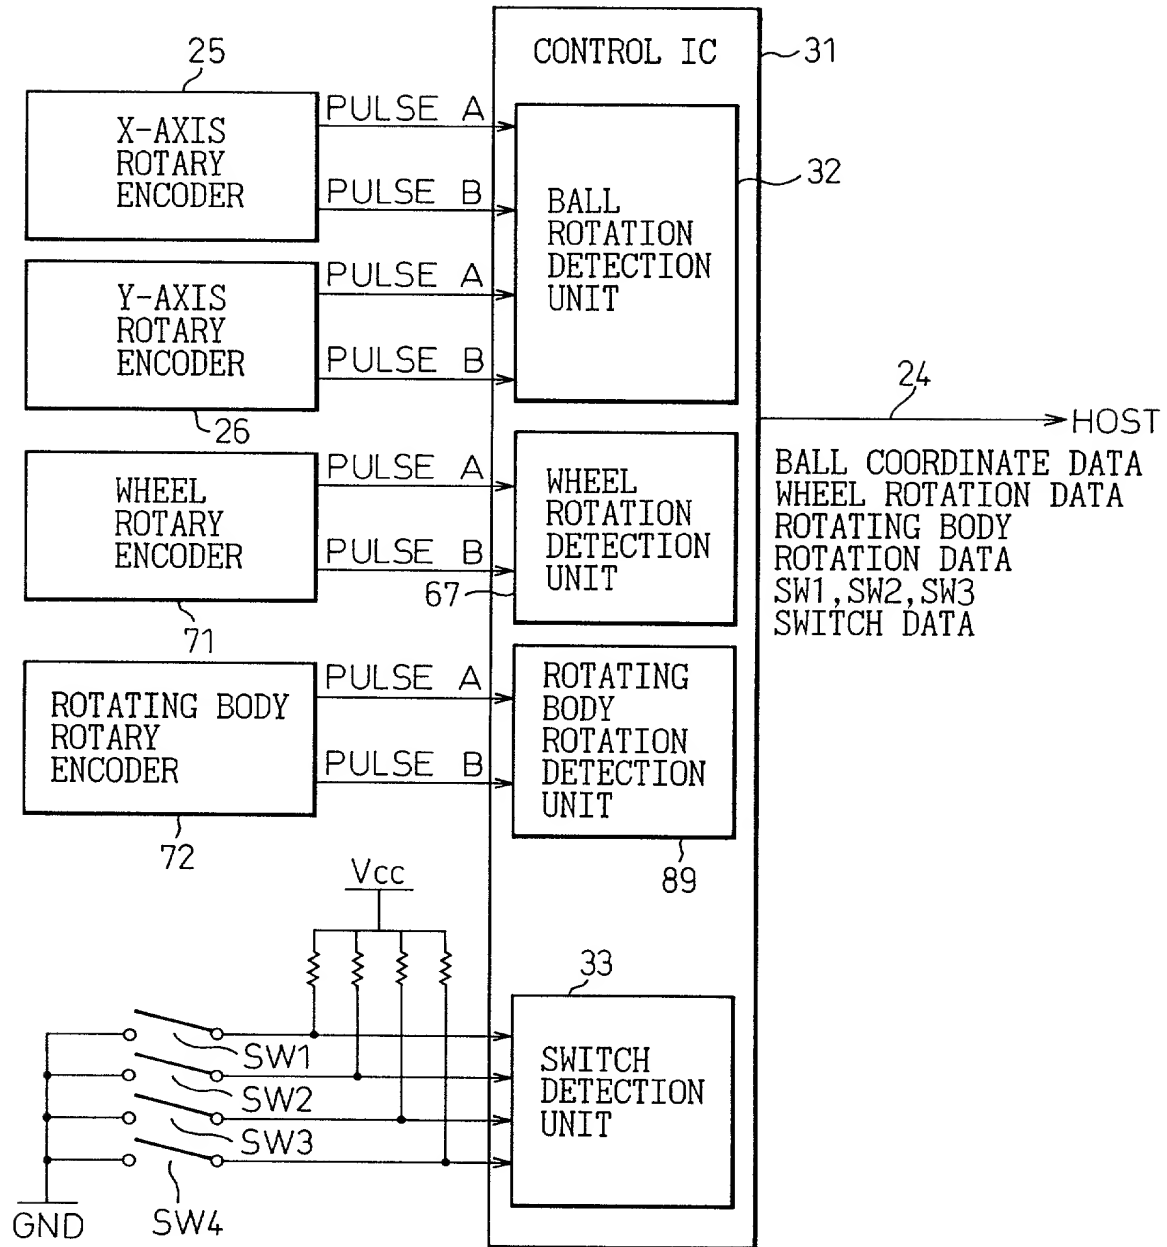 CONTROL IC
31
25
X-AXIS
ROTARY
ENCODER
PULSE A
PULSE B
32
BALL
ROTATION
DETECTION
UNIT
Y-AXIS
ROTARY
ENCODER
26
PULSE A
PULSE B
24
HOST
BALL COORDINATE DATA
WHEEL ROTATION DATA
ROTATING BODY
ROTATION DATA
SW1,SW2,SW3
SWITCH DATA
WHEEL
ROTARY
ENCODER
71
PULSE A
PULSE B
67
WHEEL
ROTATION
DETECTION
UNIT
ROTATING BODY
ROTARY
ENCODER
72
PULSE A
PULSE B
ROTATING
BODY
ROTATION
DETECTION
UNIT
89
Vcc
33
SWITCH
DETECTION
UNIT
SW1
SW2
SW3
SW4
GND